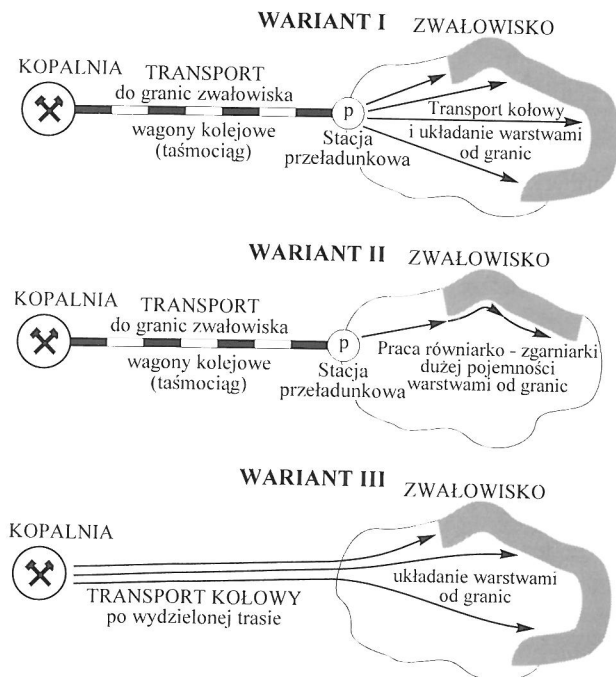 WARIANT I
ZWAŁOWISKO
KOPALNIA
TRANSPORT
do granic zwałowiska
wagony kolejowe
(taśmociąg)
p
Stacja
przeładunkowa
Transport kołowy
i układanie warstwami
od granic
WARIANT II
ZWAŁOWISKO
KOPALNIA
TRANSPORT
do granic zwałowiska
wagony kolejowe
(taśmociąg)
p
Stacja
przeładunkowa
Praca równiarko - zgarniarki
dużej pojemności
warstwami od granic
WARIANT III
ZWAŁOWISKO
KOPALNIA
TRANSPORT KOŁOWY
po wydzielonej trasie
układanie warstwami
od granic